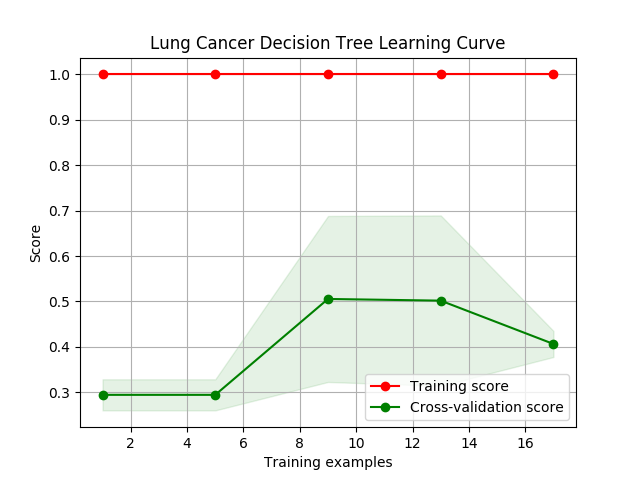 Lung Cancer Decision Tree Learning Curve
1.0
0.9
0.8
0.7
0.6
0.5
0.4
0.3
Score
Training score
Cross-validation score
2 4 6 8 10 12 14 16
Training examples